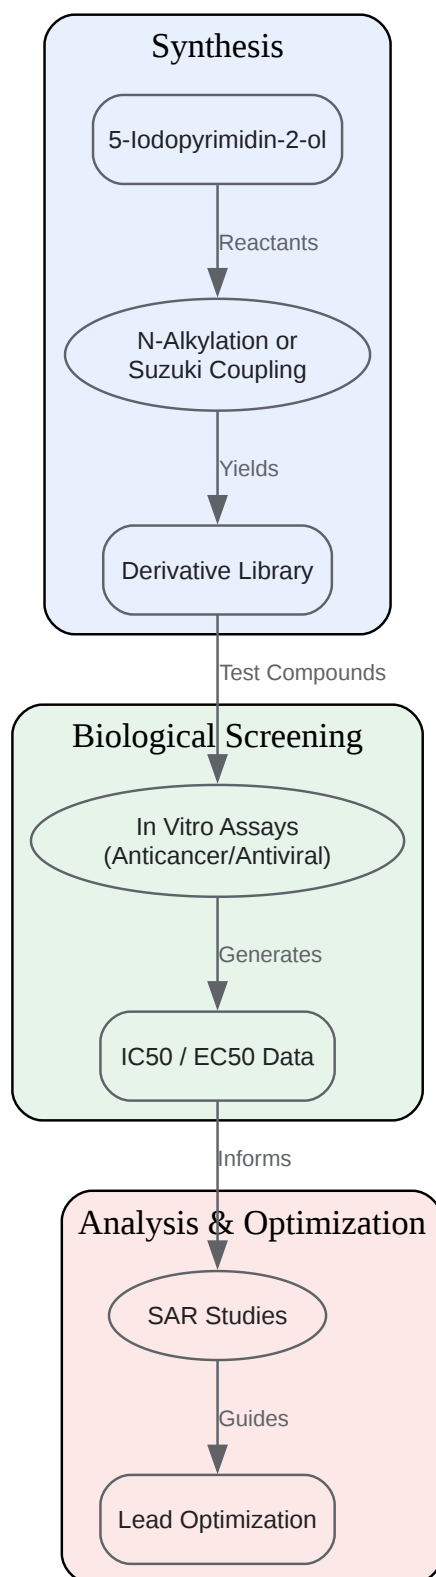 Synthesis
5-Iodopyrimidin-2-ol
Reactants
N-Alkylation or
Suzuki Coupling
Yields
Derivative Library
Test Compounds
Biological Screening
In Vitro Assays
(Anticancer/Antiviral)
Generates
IC50 / EC50 Data
Informs
Analysis & Optimization
SAR Studies
Guides
Lead Optimization